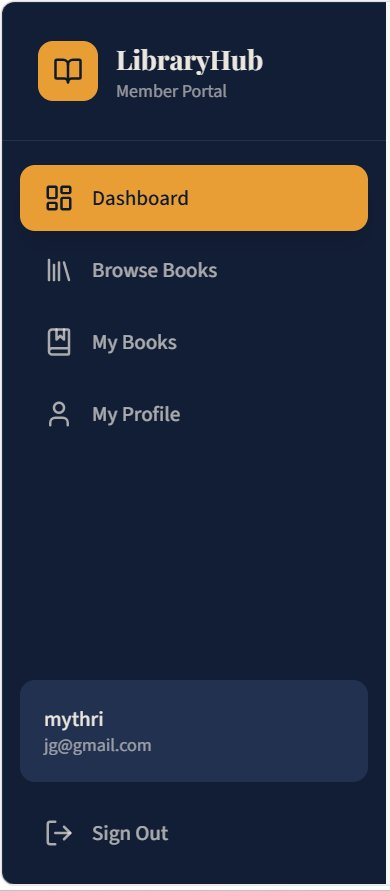 LibraryHub
Member Portal
Dashboard
Browse Books
My Books
My Profile
mythri
jg@gmail.com
Sign Out